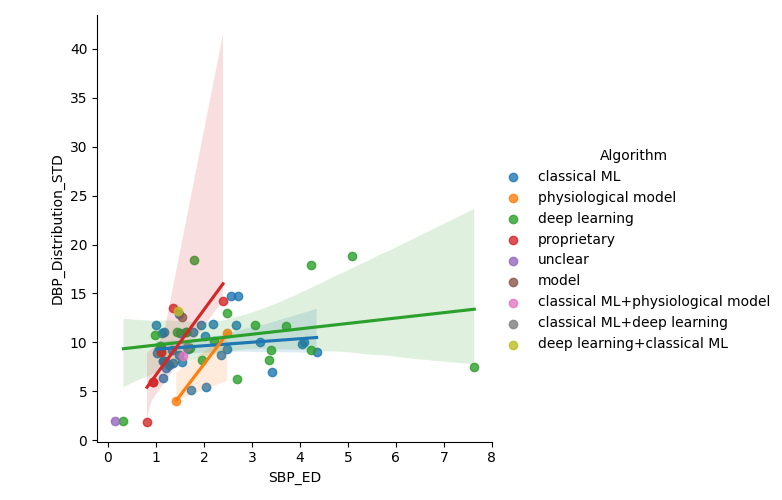 40
35
30
25
20
15
10
5
0
DBP_Distribution_STD
0 1 2 3 4 5 6 7 8
SBP_ED
Algorithm
classical ML
physiological model
deep learning
proprietary
unclear
model
classical ML+physiological model
classical ML+deep learning
deep learning+classical ML